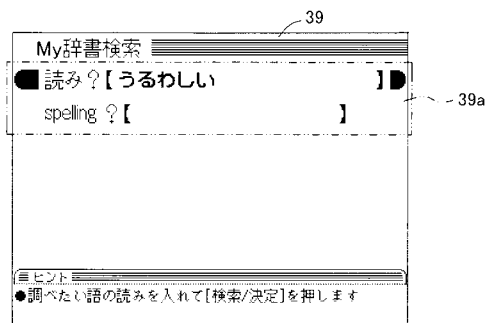 39
My辞書検索
読み?【うるわしい 】
39a
spelling ?【 】
ヒント
●調べたい語の読みを入れて[検索/決定]を押します